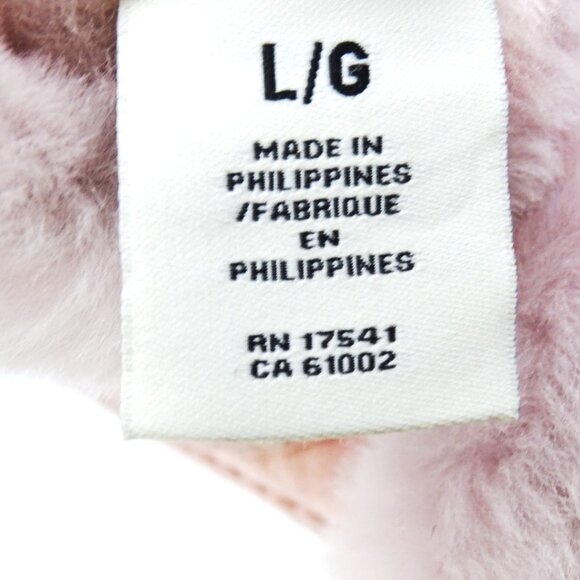 L/G
MADE IN
PHILIPPINES
/FABRIQUE
EN
PHILIPPINES
RN 17541
CA 61002